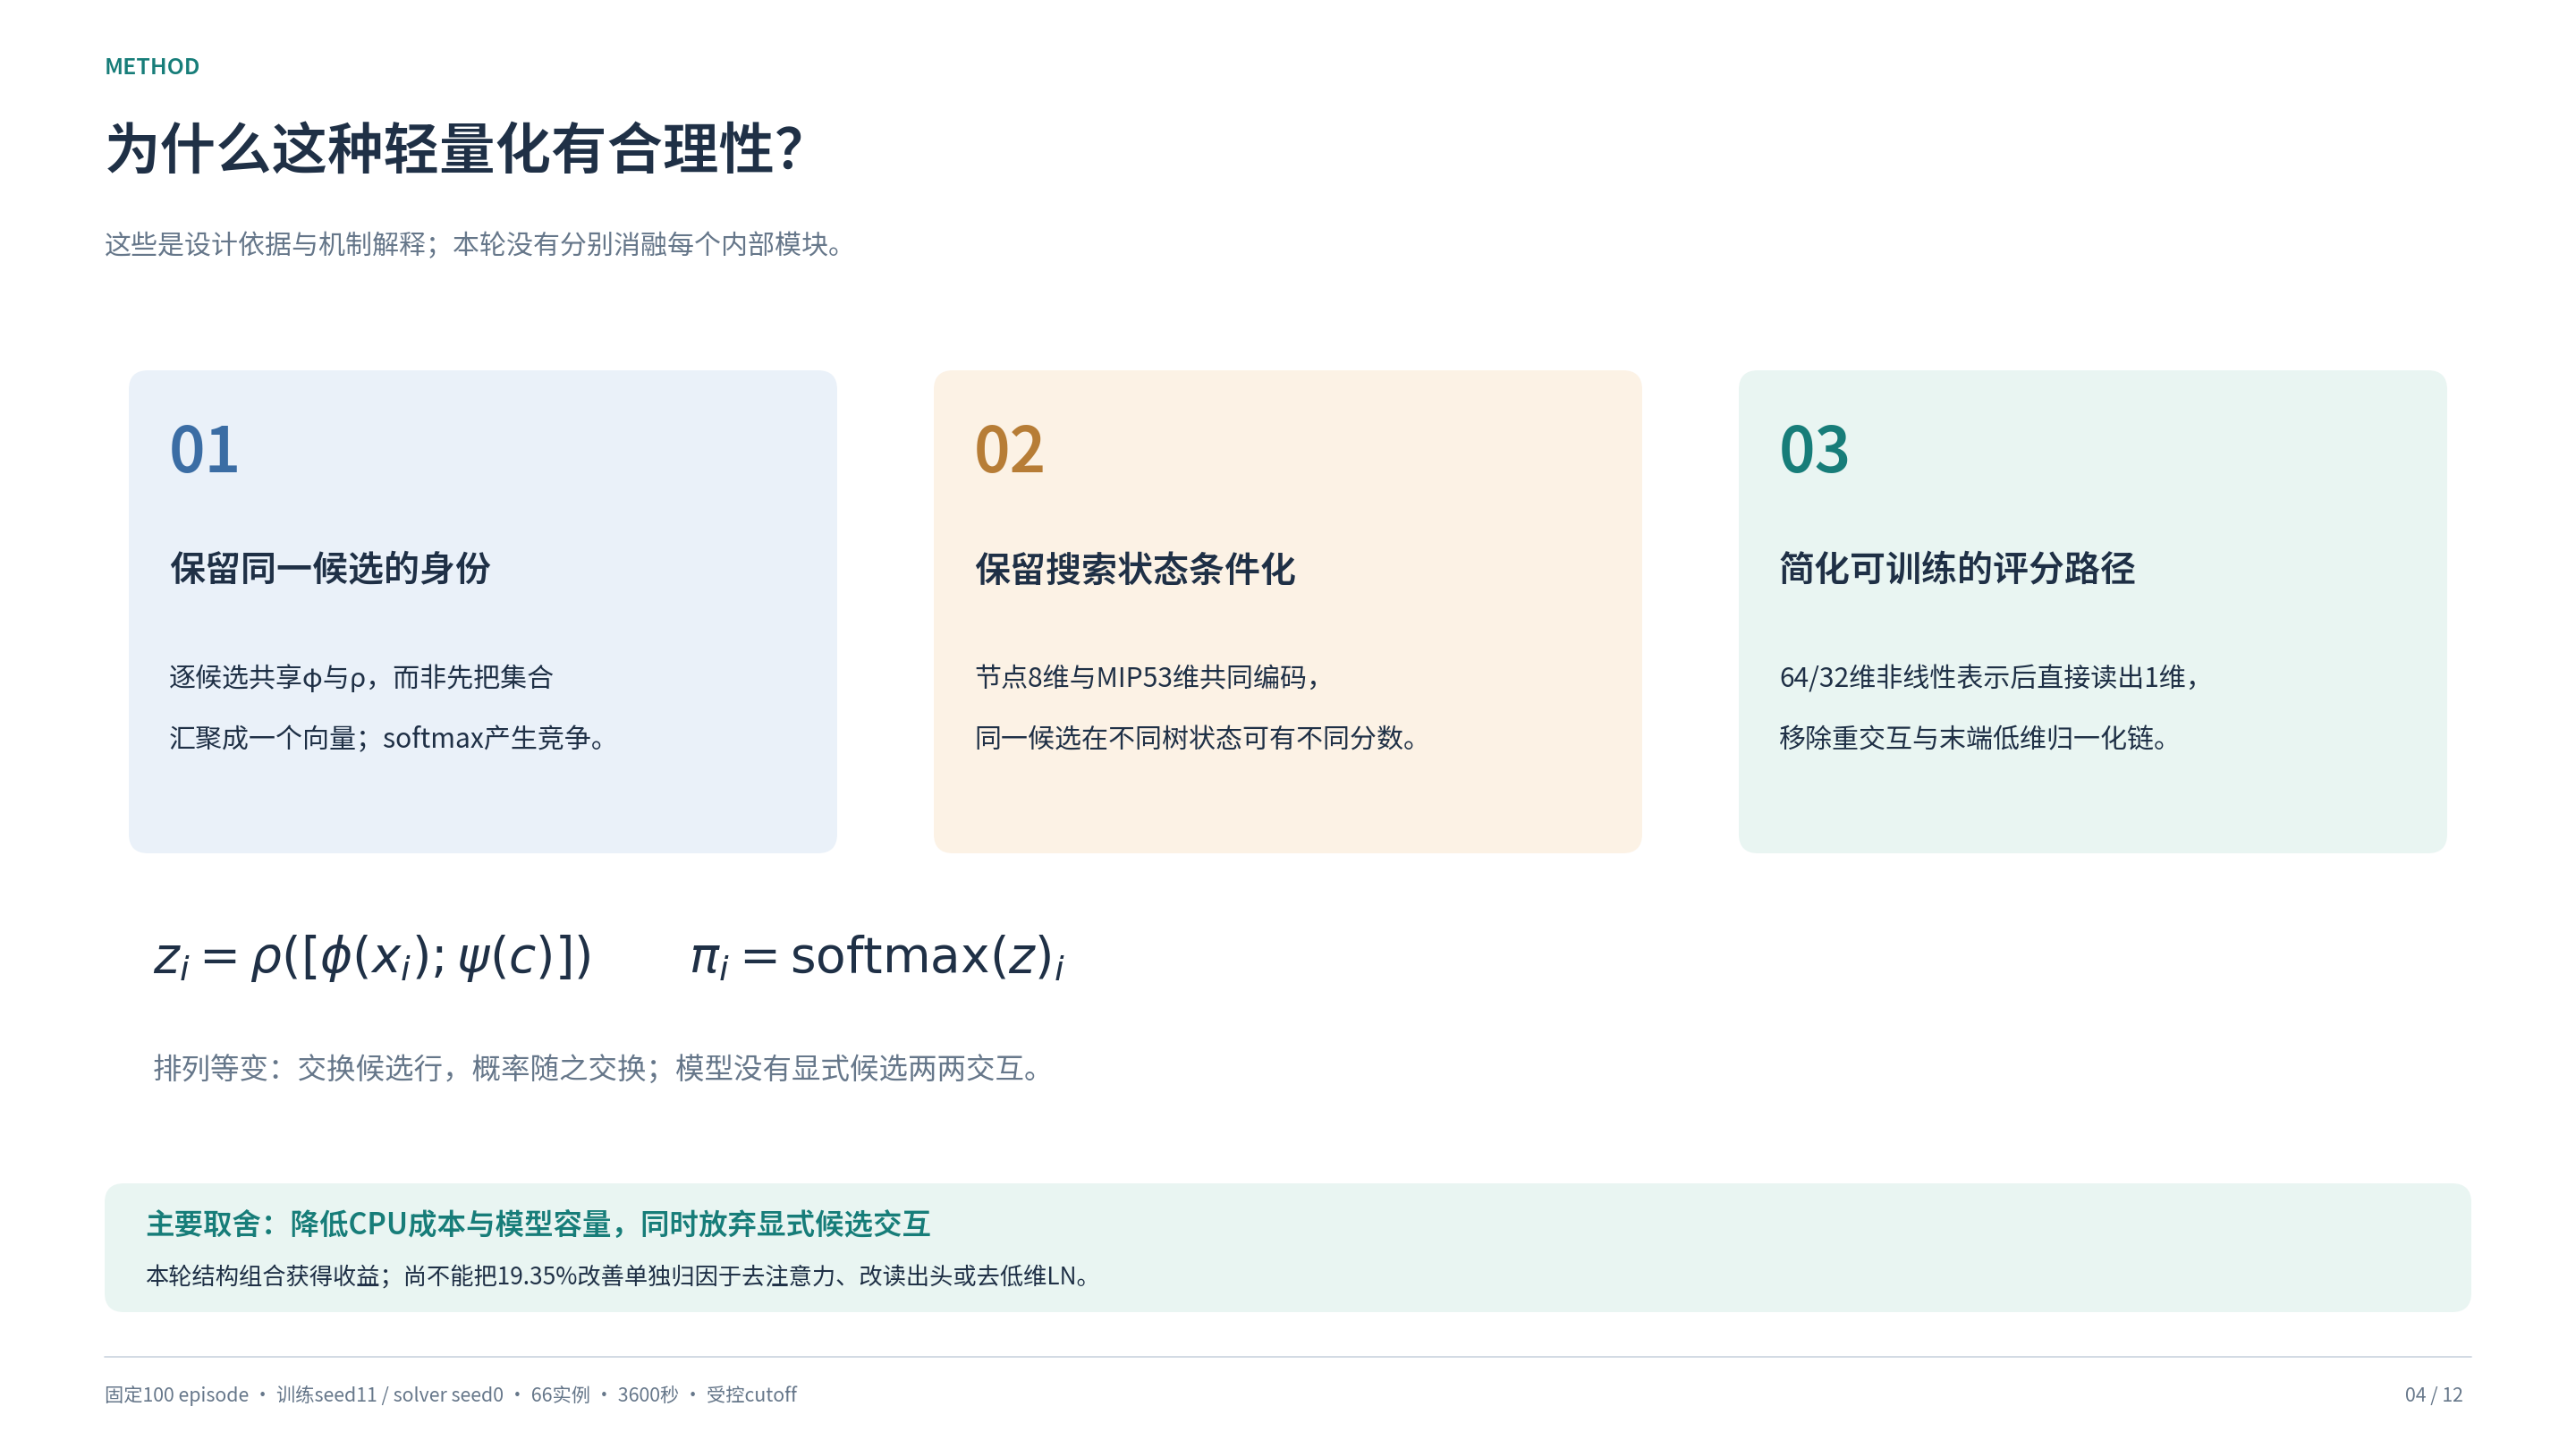 METHOD
为什么这种轻量化有合理性？
这些是设计依据与机制解释；本轮没有分别消融每个内部模块。
01
保留同一候选的身份
逐候选共享φ与ρ，而非先把集合
汇聚成一个向量；softmax产生竞争。
02
保留搜索状态条件化
节点8维与MIP53维共同编码，
同一候选在不同树状态可有不同分数。
03
简化可训练的评分路径
64/32维非线性表示后直接读出1维，
移除重交互与末端低维归一化链。
z_i = ρ([ϕ(x_i); ψ(c)]) π_i = softmax(z)_i
排列等变：交换候选行，概率随之交换；模型没有显式候选两两交互。
主要取舍：降低CPU成本与模型容量，同时放弃显式候选交互
本轮结构组合获得收益；尚不能把19.35%改善单独归因于去注意力、改读出头或去低维LN。
固定100 episode • 训练seed11 / solver seed0 • 66实例 • 3600秒 • 受控cutoff
04 / 12